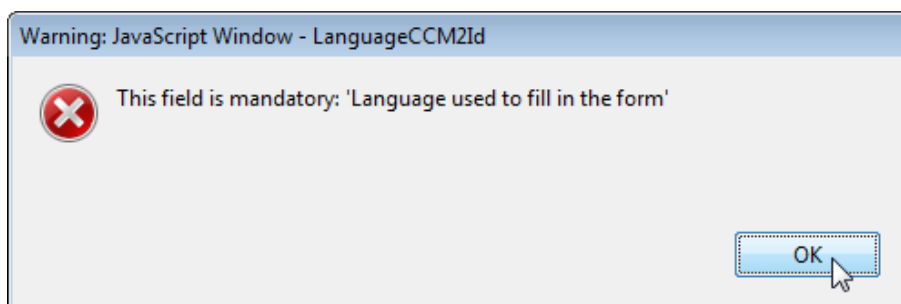 Warning: JavaScript Window - LanguageCCM2Id
This field is mandatory: 'Language used to fill in the form'
OK